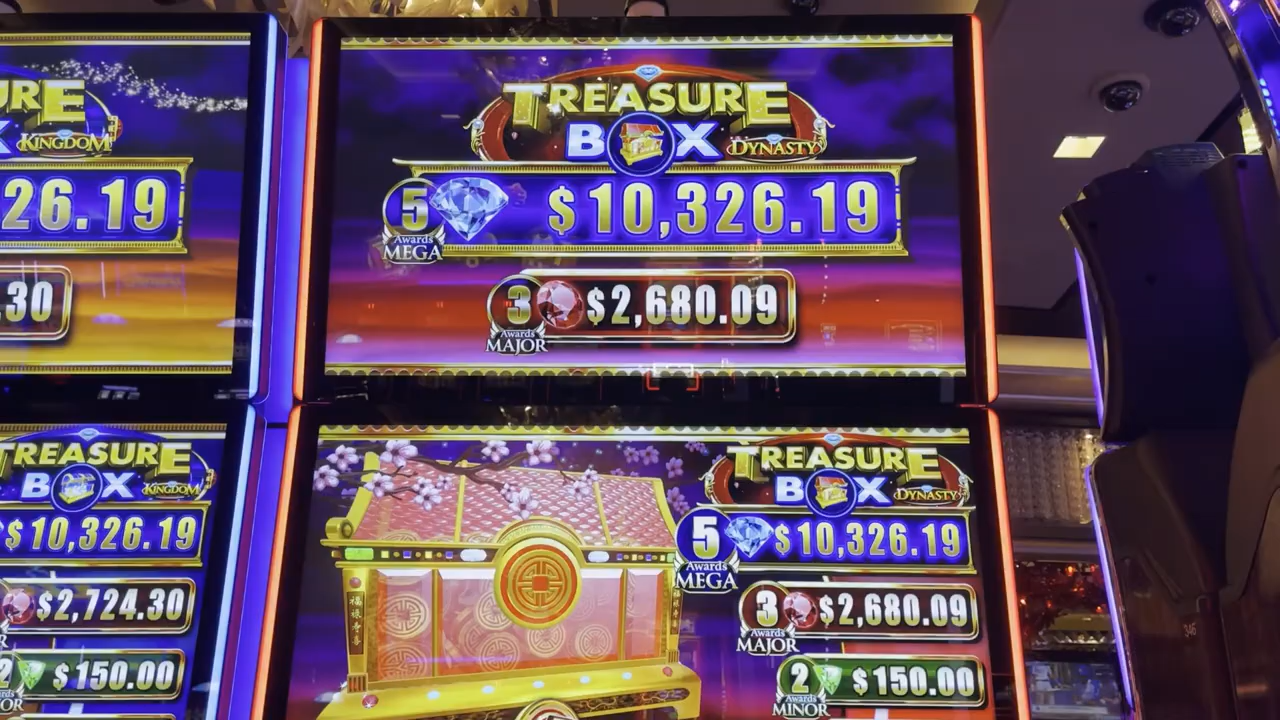 TREASURE
BOX DYNASTY
5 $10,326.19
Awards
MEGA
3 $2,680.09
Awards
MAJOR
KINGDOM
26.19
.30
TREASURE
BOX KINGDOM
$10,326.19
$2,724.30
2 $150.00
TREASURE
BOX DYNASTY
5 $10,326.19
Awards
MEGA
3 $2,680.09
Awards
MAJOR
2 $150.00
Awards
MINOR
346